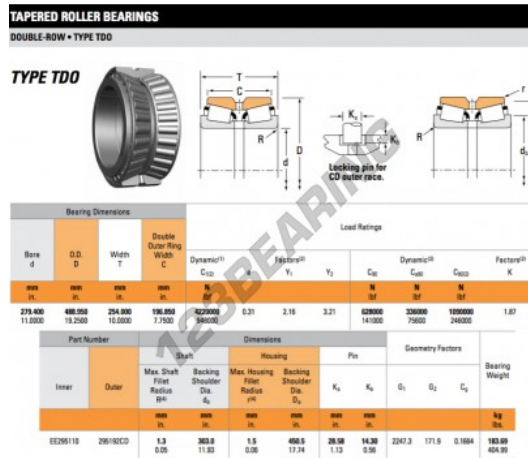 TAPERED ROLLER BEARINGS
DOUBLE-ROW • TYPE TDO
TYPE TDO
T
C
r
R
D
d
Kₐ
R
Locking pin for
CD outer race.
123BEARING
Bearing Dimensions
Load Ratings
Bore
d
O.D.
D
Width
T
Double
Outer Ring
Width
C
Dynamic(1)
Factors(2)
Dynamic(3)
Factors(2)
e Y₁ Y₂ C₉₀ K
mm mm mm mm N N N N
in. in. in. in. lbf lbf lbf lbf
279.400 488.950 254.000 196.850 4220000 0.31 2.16 3.21 628000 336000 1090000 1.87
11.0000 19.2500 10.0000 7.7500 948000 141000 75600 246000
Part Number
Dimensions
Geometry Factors
Bearing
Weight
Shaft
Housing
Pin
Inner
Outer
Max. Shaft
Fillet
Radius
R(4)
Backing
Shoulder
Dia.
Max. Housing
Fillet
Radius
r(4)
Backing
Shoulder
Dia.
G₁ G₂
mm mm mm mm mm mm kg
in. in. in. in. in. in. lbs.
EE295110 295192CD 1.3 303.0 1.5 450.5 28.58 14.30 2247.3 171.9 0.1664 183.69
0.05 11.93 0.06 17.74 1.13 0.56 404.99